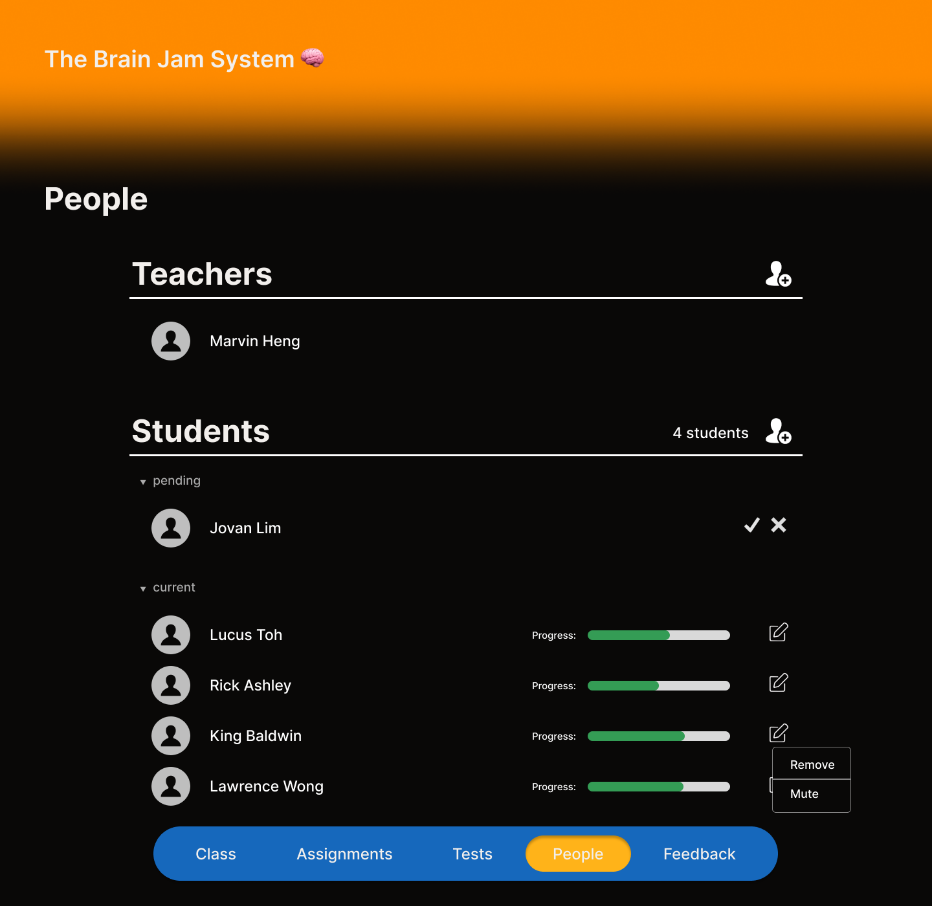 The Brain Jam System 🧠
People
Teachers
Marvin Heng
Students 4 students
pending
Jovan Lim
current
Lucus Toh Progress:
Rick Ashley Progress:
King Baldwin Progress:
Remove
Lawrence Wong Progress:
Mute
Class Assignments Tests People Feedback